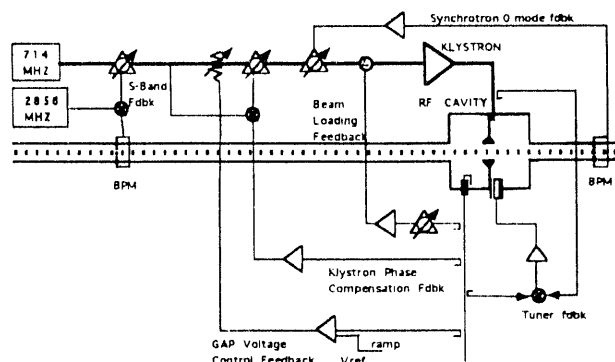 Synchrotron 0 mode fdbk
714
MHZ
KLYSTRON
2856
MHZ
S-Band
Fdbk
Beam
Loading
Feedback
RF CAVITY
BPM
BPM
Klystron Phase
Compensation Fdbk
Tuner fdbk
GAP Voltage
Control Feedback
ramp
Vref